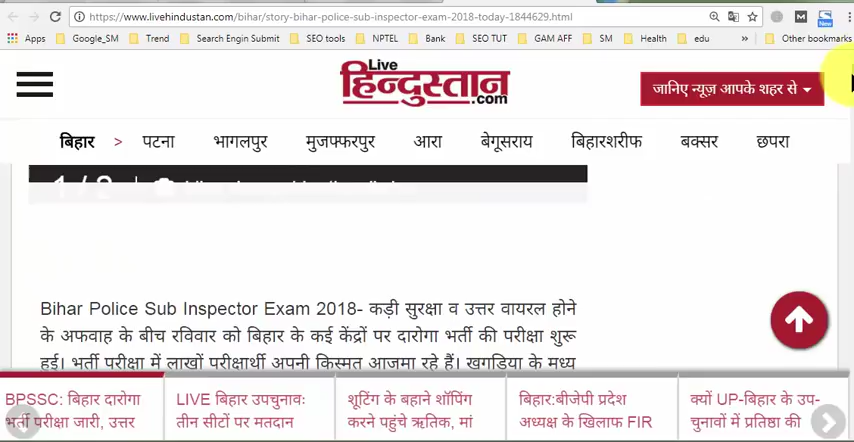 https://www.livehindustan.com/bihar/story-bihar-police-sub-inspector-exam-2018-today-1844629.html
Apps Google_SM Trend Search Engin Submit SEO tools NPTEL Bank SEO TUT GAM AFF SM Health edu » Other bookmarks
Live
हिन्दुस्तान
.com
जानिए न्यूज़ आपके शहर से
बिहार > पटना भागलपुर मुजफ्फरपुर आरा बेगूसराय बिहारशरीफ बक्सर छपरा
Bihar Police Sub Inspector Exam 2018- कड़ी सुरक्षा व उत्तर वायरल होने
के अफवाह के बीच रविवार को बिहार के कई केंद्रों पर दारोगा भर्ती की परीक्षा शुरू
हुई। भर्ती परीक्षा में लाखों परीक्षार्थी अपनी किस्मत आजमा रहे हैं। खगड़िया के मध्य
BPSSC: बिहार दारोगा
भर्ती परीक्षा जारी, उत्तर
LIVE बिहार उपचुनावः
तीन सीटों पर मतदान
शूटिंग के बहाने शॉपिंग
करने पहुंचे ऋतिक, मां
बिहार:बीजेपी प्रदेश
अध्यक्ष के खिलाफ FIR
क्यों UP-बिहार के उप-
चुनावों में प्रतिष्ठा की